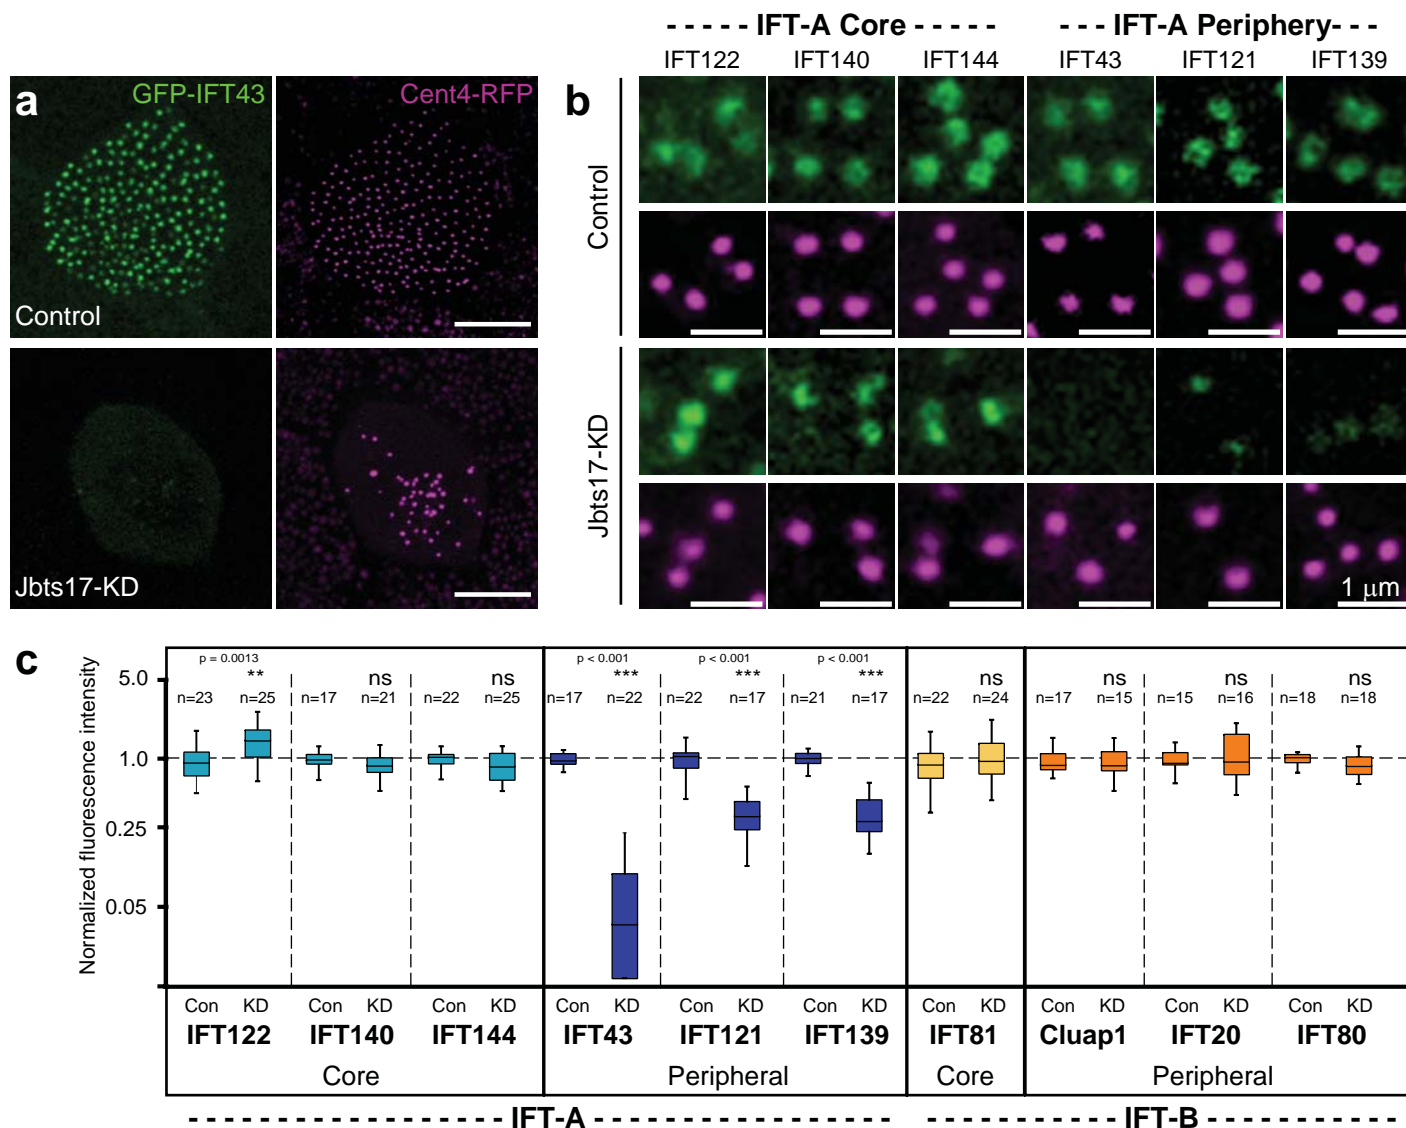 - - - - - IFT-A Core - - - - - - - - IFT-A Periphery- - -
IFT122 IFT140 IFT144 IFT43 IFT121 IFT139
a GFP-IFT43 Cent4-RFP b
Control
Control
Jbts17-KD
Jbts17-KD
1 μm
c
Normalized fluorescence intensity
p = 0.0013 p < 0.001 p < 0.001 p < 0.001
5.0 ** ns ns *** *** *** ns ns ns ns
n=23 n=25 n=17 n=21 n=22 n=25 n=17 n=22 n=22 n=17 n=21 n=17 n=22 n=24 n=17 n=15 n=15 n=16 n=18 n=18
1.0
0.25
0.05
Con KD Con KD Con KD Con KD Con KD Con KD Con KD Con KD Con KD Con KD
IFT122 IFT140 IFT144 IFT43 IFT121 IFT139 IFT81 Cluap1 IFT20 IFT80
Core Peripheral Core Peripheral
- - - - - - - - - - - - - - - - - IFT-A - - - - - - - - - - - - - - - - - - - - - - - - - - - - IFT-B - - - - - - - - - - -